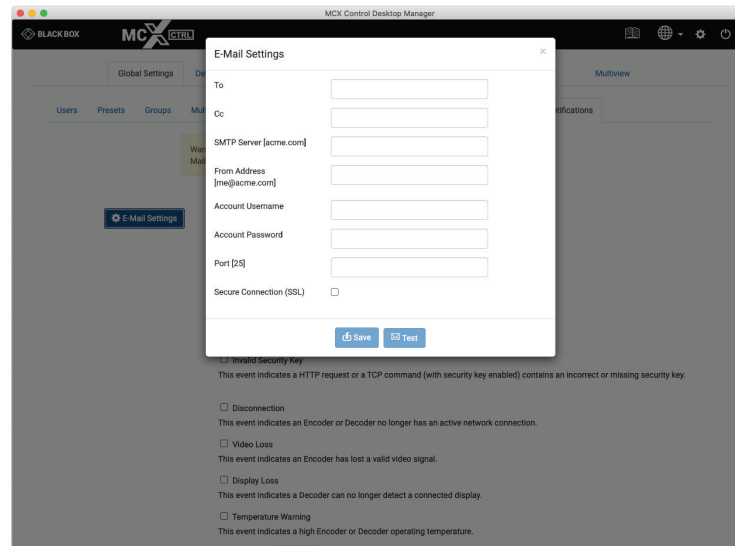 MCX Control Desktop Manager
BLACK BOX
MCX CTRL
Global Settings
De
Multiview
Users
Presets
Groups
Mul
tifications
Wan
Mail
E-Mail Settings
E-Mail Settings
×
To
Cc
SMTP Server [acme.com]
From Address
[me@acme.com]
Account Username
Account Password
Port [25]
Secure Connection (SSL)
Save
Test
Invalid Security Key
This event indicates a HTTP request or a TCP command (with security key enabled) contains an incorrect or missing security key.
Disconnection
This event indicates an Encoder or Decoder no longer has an active network connection.
Video Loss
This event indicates an Encoder has lost a valid video signal.
Display Loss
This event indicates a Decoder can no longer detect a connected display.
Temperature Warning
This event indicates a high Encoder or Decoder operating temperature.